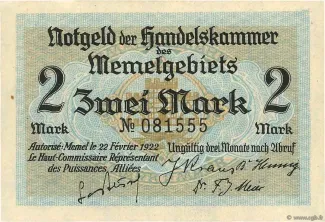 Notgeld der Handelskammer
des
Memelgebiets
2 Zwei Mark 2
Mark № 081555 Mark
Autorisé-Memel le 22 Février 1922
Le Haut-Commissaire Représentant
des Puissances Alliées
Ungültig drei Monate nach Abruf